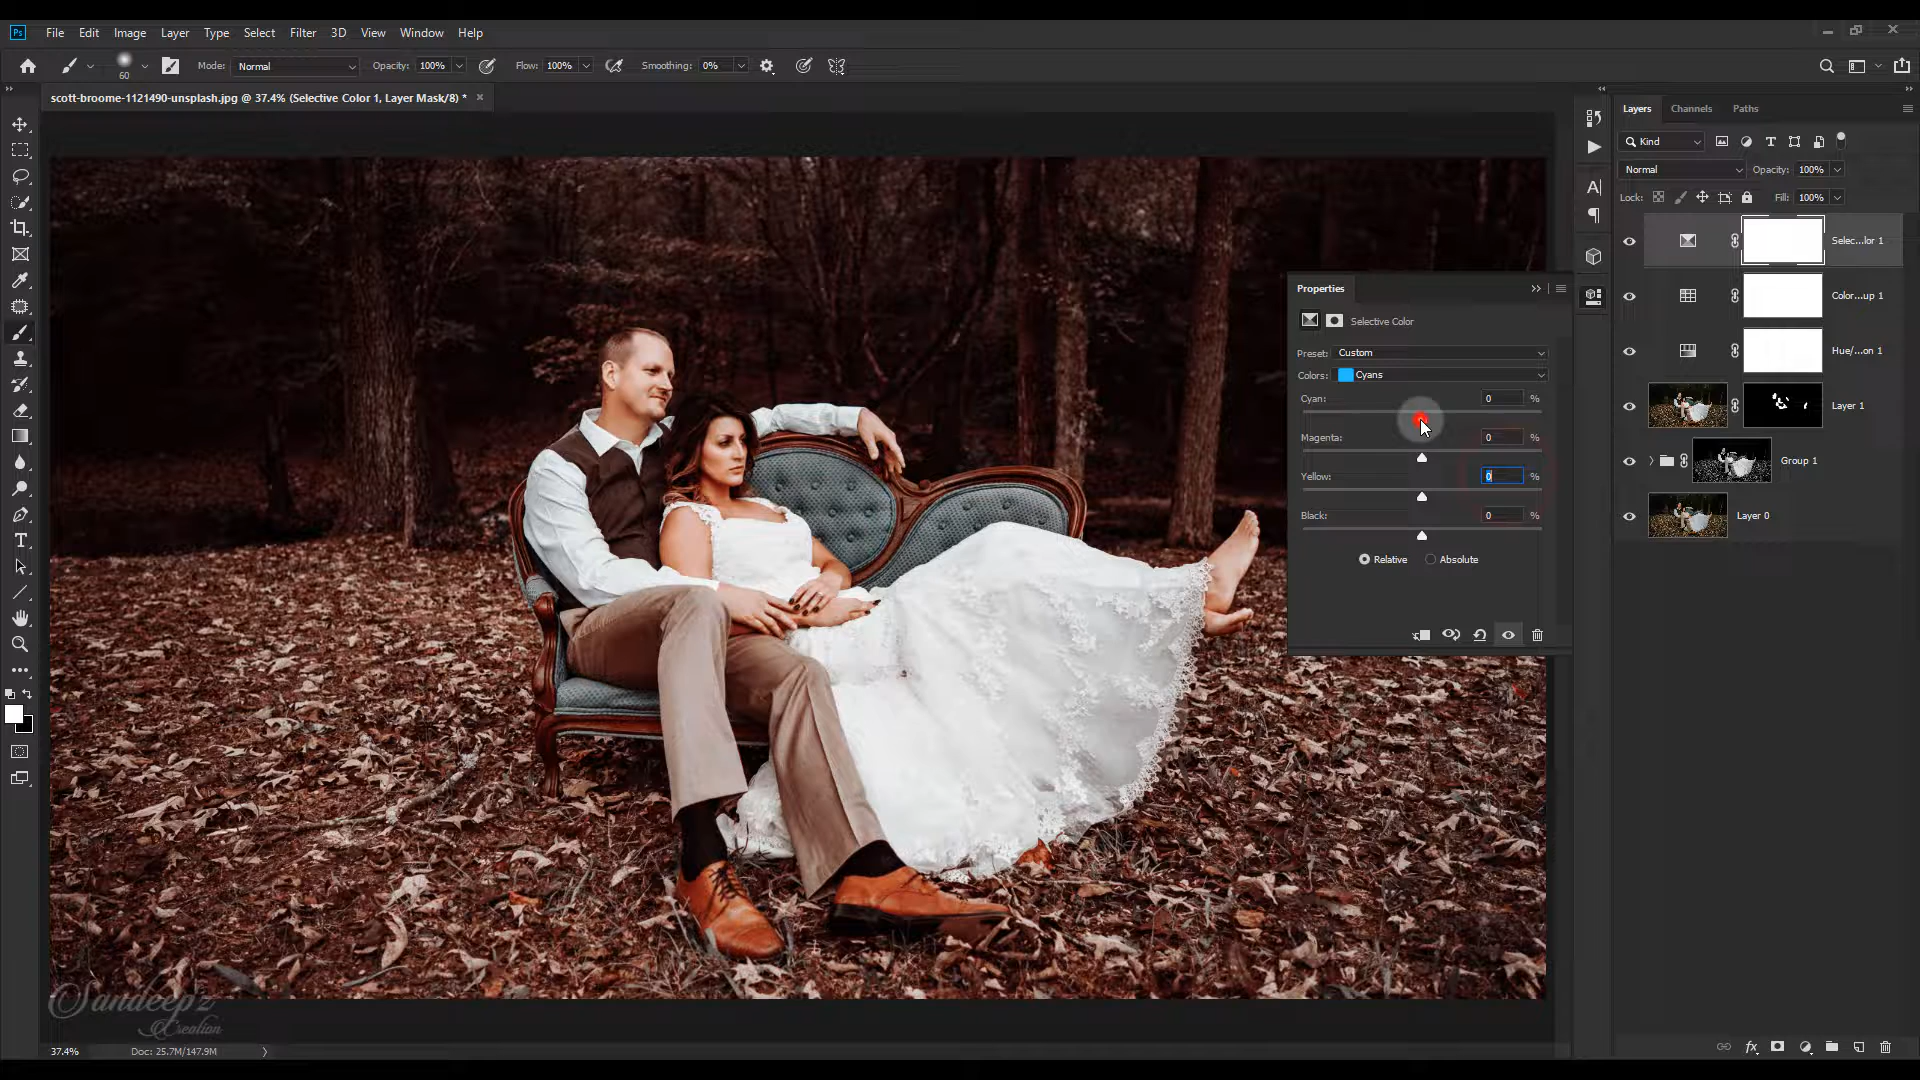 Ps File Edit Image Layer Type Select Filter 3D View Window Help
60 Mode: Normal Opacity: 100% Flow: 100% Smoothing: 0%
scott-broome-1121490-unsplash.jpg @ 37.4% (Selective Color 1, Layer Mask/8) * ×
Layers Channels Paths
Kind
Normal Opacity: 100%
Lock: Fill: 100%
Selec...lor 1
Color...up 1
Hue/...on 1
Layer 1
Group 1
Layer 0
Properties
Selective Color
Preset: Custom
Colors: Cyans
Cyan: 0 %
Magenta: 0 %
Yellow: 0 %
Black: 0 %
Relative Absolute
Sandeep'z
Creation
37.4% Doc: 25.7M/147.9M